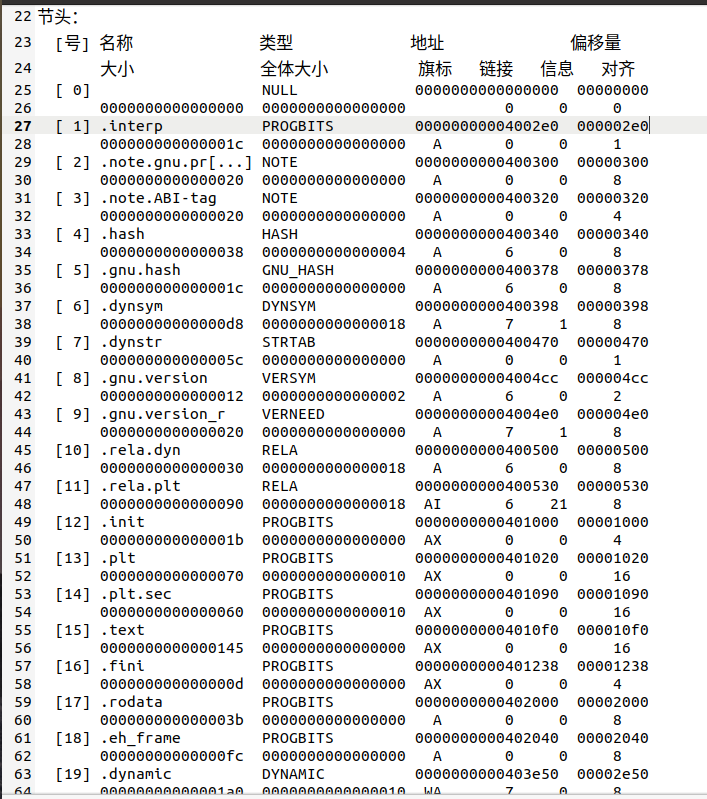 22 节头：
23 [号] 名称 类型 地址 偏移量
24 大小 全体大小 旗标 链接 信息 对齐
25 [ 0] NULL 0000000000000000 00000000
26 0000000000000000 0000000000000000 0 0 0
27 [ 1] .interp PROGBITS 00000000004002e0 000002e0
28 000000000000001c 0000000000000000 A 0 0 1
29 [ 2] .note.gnu.pr[...] NOTE 0000000000400300 00000300
30 0000000000000020 0000000000000000 A 0 0 8
31 [ 3] .note.ABI-tag NOTE 0000000000400320 00000320
32 0000000000000020 0000000000000000 A 0 0 4
33 [ 4] .hash HASH 0000000000400340 00000340
34 0000000000000038 0000000000000004 A 6 0 8
35 [ 5] .gnu.hash GNU_HASH 0000000000400378 00000378
36 000000000000001c 0000000000000000 A 6 0 8
37 [ 6] .dynsym DYNSYM 0000000000400398 00000398
38 00000000000000d8 0000000000000018 A 7 1 8
39 [ 7] .dynstr STRTAB 0000000000400470 00000470
40 000000000000005c 0000000000000000 A 0 0 1
41 [ 8] .gnu.version VERSYM 00000000004004cc 000004cc
42 0000000000000012 0000000000000002 A 6 0 2
43 [ 9] .gnu.version_r VERNEED 00000000004004e0 000004e0
44 0000000000000020 0000000000000000 A 7 1 8
45 [10] .rela.dyn RELA 0000000000400500 00000500
46 0000000000000030 0000000000000018 A 6 0 8
47 [11] .rela.plt RELA 0000000000400530 00000530
48 0000000000000090 0000000000000018 AI 6 21 8
49 [12] .init PROGBITS 0000000000401000 00001000
50 000000000000001b 0000000000000000 AX 0 0 4
51 [13] .plt PROGBITS 0000000000401020 00001020
52 0000000000000070 0000000000000010 AX 0 0 16
53 [14] .plt.sec PROGBITS 0000000000401090 00001090
54 0000000000000060 0000000000000010 AX 0 0 16
55 [15] .text PROGBITS 00000000004010f0 000010f0
56 0000000000000145 0000000000000000 AX 0 0 16
57 [16] .fini PROGBITS 0000000000401238 00001238
58 000000000000000d 0000000000000000 AX 0 0 4
59 [17] .rodata PROGBITS 0000000000402000 00002000
60 000000000000003b 0000000000000000 A 0 0 8
61 [18] .eh_frame PROGBITS 0000000000402040 00002040
62 00000000000000fc 0000000000000000 A 0 0 8
63 [19] .dynamic DYNAMIC 0000000000403e50 00002e50
64 00000000000001a0 0000000000000010 WA 7 0 8